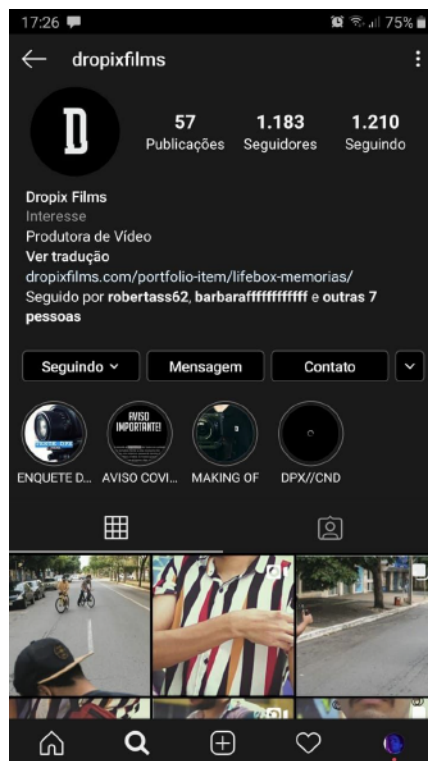 17:26 75%
dropixfilms
D
57 1.183 1.210
Publicações Seguidores Seguindo
Dropix Films
Interesse
Produtora de Vídeo
Ver tradução
dropixfilms.com/portfolio-item/lifebox-memorias/
Seguido por robertass62, barbarafffffffffffff e outras 7
pessoas
Seguindo Mensagem Contato
AVISO
IMPORTANTE!
ENQUETE D... AVISO COVI... MAKING OF DPX//CND